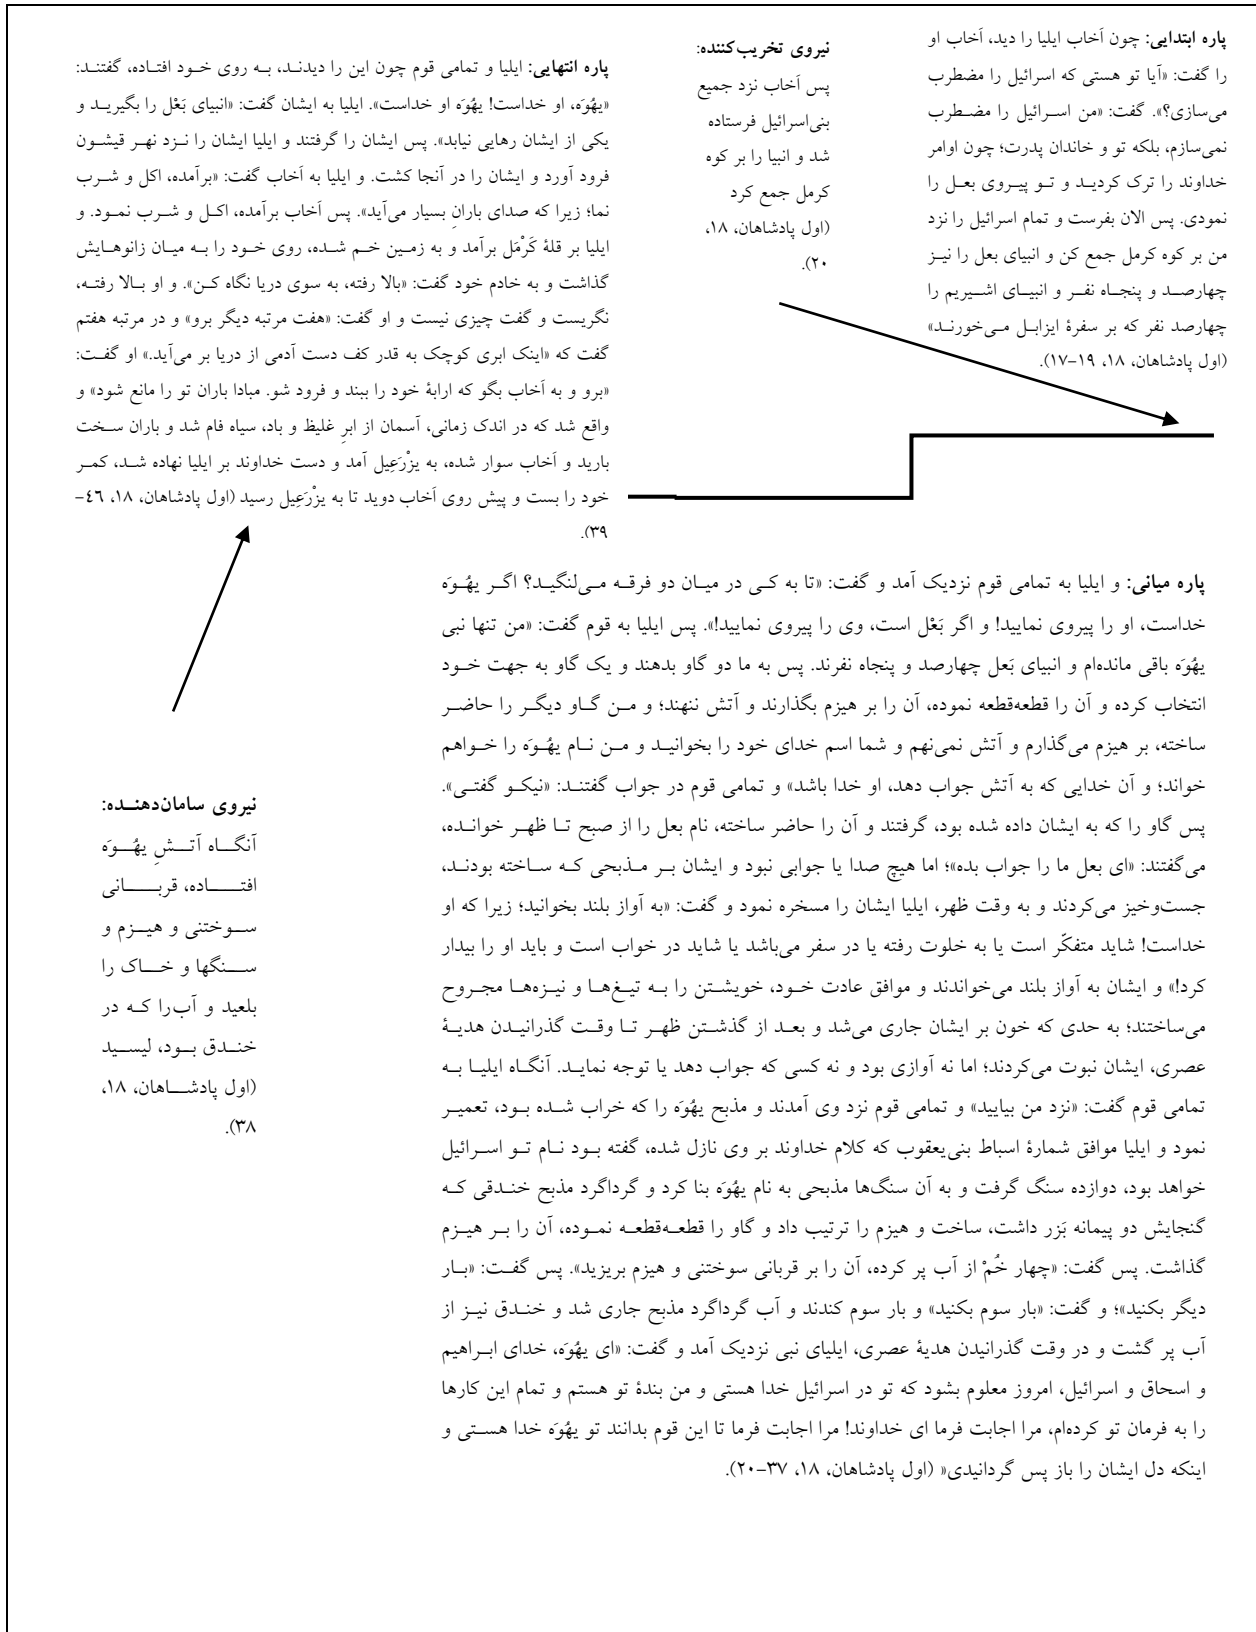 پاره ابتدایی: چون اَخاب ایلیا را دید، اَخاب او
را گفت: «آیا تو هستی که اسرائیل را مضطرب
می‌سازی؟». گفت: «من اسرائیل را مضطرب
نمی‌سازم، بلکه تو و خاندان پدرت؛ چون اوامر
خداوند را ترک کردید و تو پیروی بعل را
نمودی. پس الان بفرست و تمام اسرائیل را نزد
من بر کوه کرمل جمع کن و انبیای بعل را نیز
چهارصد و پنجاه نفر و انبیای اشیریم را
چهارصد نفر که بر سفرهٔ ایزابل می‌خورند»
(اول پادشاهان، ۱۸، ۱۹-۱۷).
نیروی تخریب‌کننده:
پس اَخاب نزد جمیع
بنی‌اسرائیل فرستاده
شد و انبیا را بر کوه
کرمل جمع کرد
(اول پادشاهان، ۱۸،
۲۰).
پاره انتهایی: ایلیا و تمامی قوم چون این را دیدند، به روی خود افتاده، گفتند:
«یهُوَه، او خداست! یهُوَه او خداست». ایلیا به ایشان گفت: «انبیای بَعْل را بگیرید و
یکی از ایشان رهایی نیابد». پس ایشان را گرفتند و ایلیا ایشان را نزد نهر قیشون
فرود آورد و ایشان را در آنجا کشت. و ایلیا به اَخاب گفت: «برآمده، اکل و شرب
نما؛ زیرا که صدای بارانِ بسیار می‌آید». پس اَخاب برآمده، اکل و شرب نمود. و
ایلیا بر قلهٔ کَرْمَل برآمد و به زمین خم شده، روی خود را به میان زانوهایش
گذاشت و به خادم خود گفت: «بالا رفته، به سوی دریا نگاه کن». و او بالا رفته،
نگریست و گفت چیزی نیست و او گفت: «هفت مرتبه دیگر برو» و در مرتبه هفتم
گفت که «اینک ابری کوچک به قدر کف دست آدمی از دریا بر می‌آید.» او گفت:
«برو و به اَخاب بگو که ارابهٔ خود را ببند و فرود شو. مبادا باران تو را مانع شود» و
واقع شد که در اندک زمانی، آسمان از ابرِ غلیظ و باد، سیاه فام شد و باران سخت
بارید و اَخاب سوار شده، به یزْرَعِیل آمد و دست خداوند بر ایلیا نهاده شد، کمر
خود را بست و پیش روی اَخاب دوید تا به یزْرَعِیل رسید (اول پادشاهان، ۱۸، ٤٦-
۳۹).
پاره میانی: و ایلیا به تمامی قوم نزدیک آمد و گفت: «تا به کی در میان دو فرقه می‌لنگید؟ اگر یهُوَه
خداست، او را پیروی نمایید! و اگر بَعْل است، وی را پیروی نمایید!». پس ایلیا به قوم گفت: «من تنها نبی
یهُوَه باقی مانده‌ام و انبیای بَعل چهارصد و پنجاه نفرند. پس به ما دو گاو بدهند و یک گاو به جهت خود
انتخاب کرده و آن را قطعه‌قطعه نموده، آن را بر هیزم بگذارند و آتش ننهند؛ و من گاو دیگر را حاضر
ساخته، بر هیزم می‌گذارم و آتش نمی‌نهم و شما اسم خدای خود را بخوانید و من نام یهُوَه را خواهم
خواند؛ و آن خدایی که به آتش جواب دهد، او خدا باشد» و تمامی قوم در جواب گفتند: «نیکو گفتی».
پس گاو را که به ایشان داده شده بود، گرفتند و آن را حاضر ساخته، نام بعل را از صبح تا ظهر خوانده،
می‌گفتند: «ای بعل ما را جواب بده»؛ اما هیچ صدا یا جوابی نبود و ایشان بر مذبحی که ساخته بودند،
جست‌وخیز می‌کردند و به وقت ظهر، ایلیا ایشان را مسخره نمود و گفت: «به آواز بلند بخوانید؛ زیرا که او
خداست! شاید متفکّر است یا به خلوت رفته یا در سفر می‌باشد یا شاید در خواب است و باید او را بیدار
کرد!» و ایشان به آواز بلند می‌خواندند و موافق عادت خود، خویشتن را به تیغ‌ها و نیزه‌ها مجروح
می‌ساختند؛ به حدی که خون بر ایشان جاری می‌شد و بعد از گذشتن ظهر تا وقت گذرانیدن هدیهٔ
عصری، ایشان نبوت می‌کردند؛ اما نه آوازی بود و نه کسی که جواب دهد یا توجه نماید. آنگاه ایلیا به
تمامی قوم گفت: «نزد من بیایید» و تمامی قوم نزد وی آمدند و مذبح یهُوَه را که خراب شده بود، تعمیر
نمود و ایلیا موافق شمارهٔ اسباط بنی‌یعقوب که کلام خداوند بر وی نازل شده، گفته بود نام تو اسرائیل
خواهد بود، دوازده سنگ گرفت و به آن سنگ‌ها مذبحی به نام یهُوَه بنا کرد و گرداگرد مذبح خندقی که
گنجایش دو پیمانه بَزر داشت، ساخت و هیزم را ترتیب داد و گاو را قطعه‌قطعه نموده، آن را بر هیزم
گذاشت. پس گفت: «چهار خُمْ از آب پر کرده، آن را بر قربانی سوختنی و هیزم بریزید». پس گفت: «بار
دیگر بکنید»؛ و گفت: «بار سوم بکنید» و بار سوم کندند و آب گرداگرد مذبح جاری شد و خندق نیز از
آب پر گشت و در وقت گذرانیدن هدیهٔ عصری، ایلیای نبی نزدیک آمد و گفت: «ای یهُوَه، خدای ابراهیم
و اسحاق و اسرائیل، امروز معلوم بشود که تو در اسرائیل خدا هستی و من بندهٔ تو هستم و تمام این کارها
را به فرمان تو کرده‌ام، مرا اجابت فرما ای خداوند! مرا اجابت فرما تا این قوم بدانند تو یهُوَه خدا هستی و
اینکه دل ایشان را باز پس گردانیدی« (اول پادشاهان، ۱۸، ۳۷-۲۰).
نیروی سامان‌دهنده:
آنگاه آتشِ یهُوَه
افتاده، قربانی
سوختنی و هیزم و
سنگها و خاک را
بلعید و آب‌را که در
خندق بود، لیسید
(اول پادشاهان، ۱۸،
۳۸).